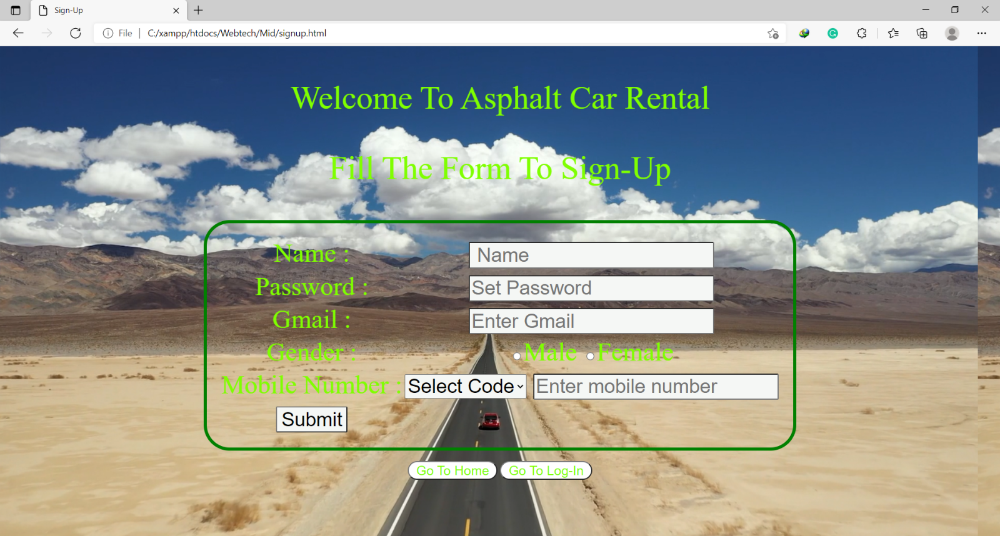 Sign-Up
File | C:/xampp/htdocs/Webtech/Mid/signup.html
Welcome To Asphalt Car Rental
Fill The Form To Sign-Up
Name : Name
Password : Set Password
Gmail : Enter Gmail
Gender : Male Female
Mobile Number : Select Code Enter mobile number
Submit
Go To Home Go To Log-In